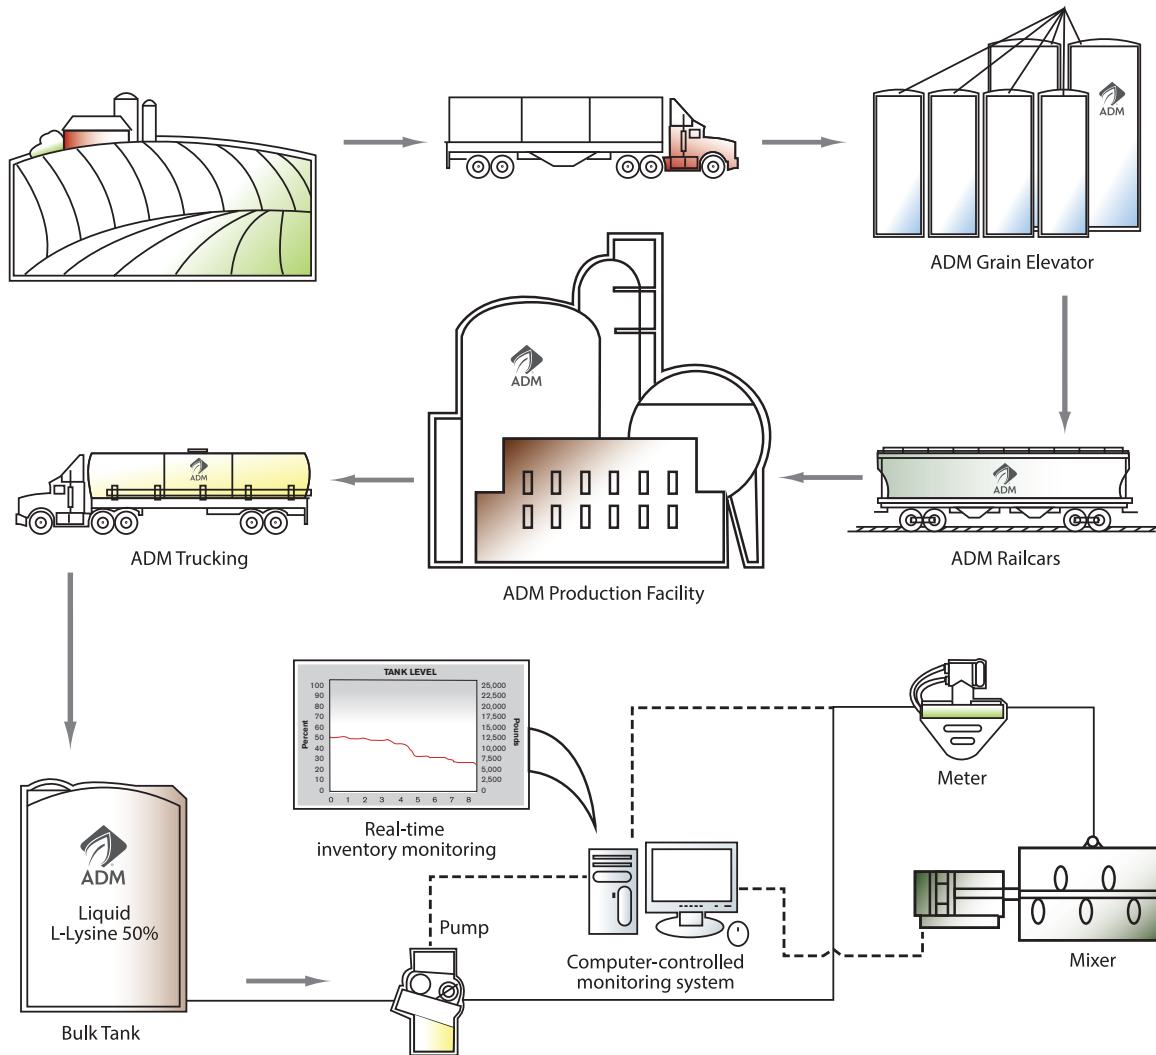 ADM
ADM Grain Elevator
ADM
ADM
ADM
ADM Trucking
ADM Production Facility
ADM Railcars
TANK LEVEL
Percent
100
90
80
70
60
50
40
30
20
10
0
25,000
22,500
20,000
17,500
15,000
12,500
10,000
7,500
5,000
2,500
0
Pounds
0 1 2 3 4 5 6 7 8
Real-time
inventory monitoring
Meter
ADM
Liquid
L-Lysine 50%
Bulk Tank
Pump
Computer-controlled
monitoring system
Mixer